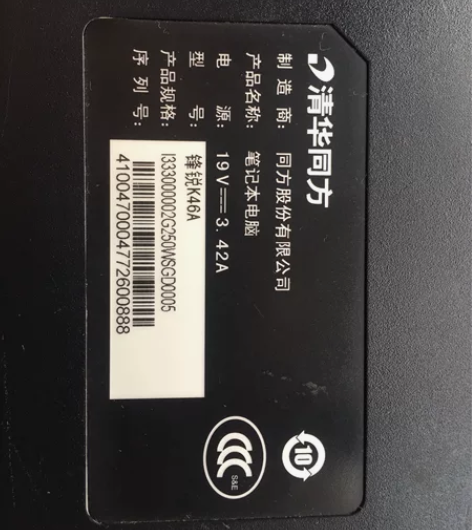 清华同方
制造商: 同方股份有限公司
产品名称: 笔记本电脑
电源: 19V⎓3.42A
型号: 锋锐K46A
产品规格: I3330000002G250WSGD0005
序列号: 4100470004772600888
CCC
S&E
10